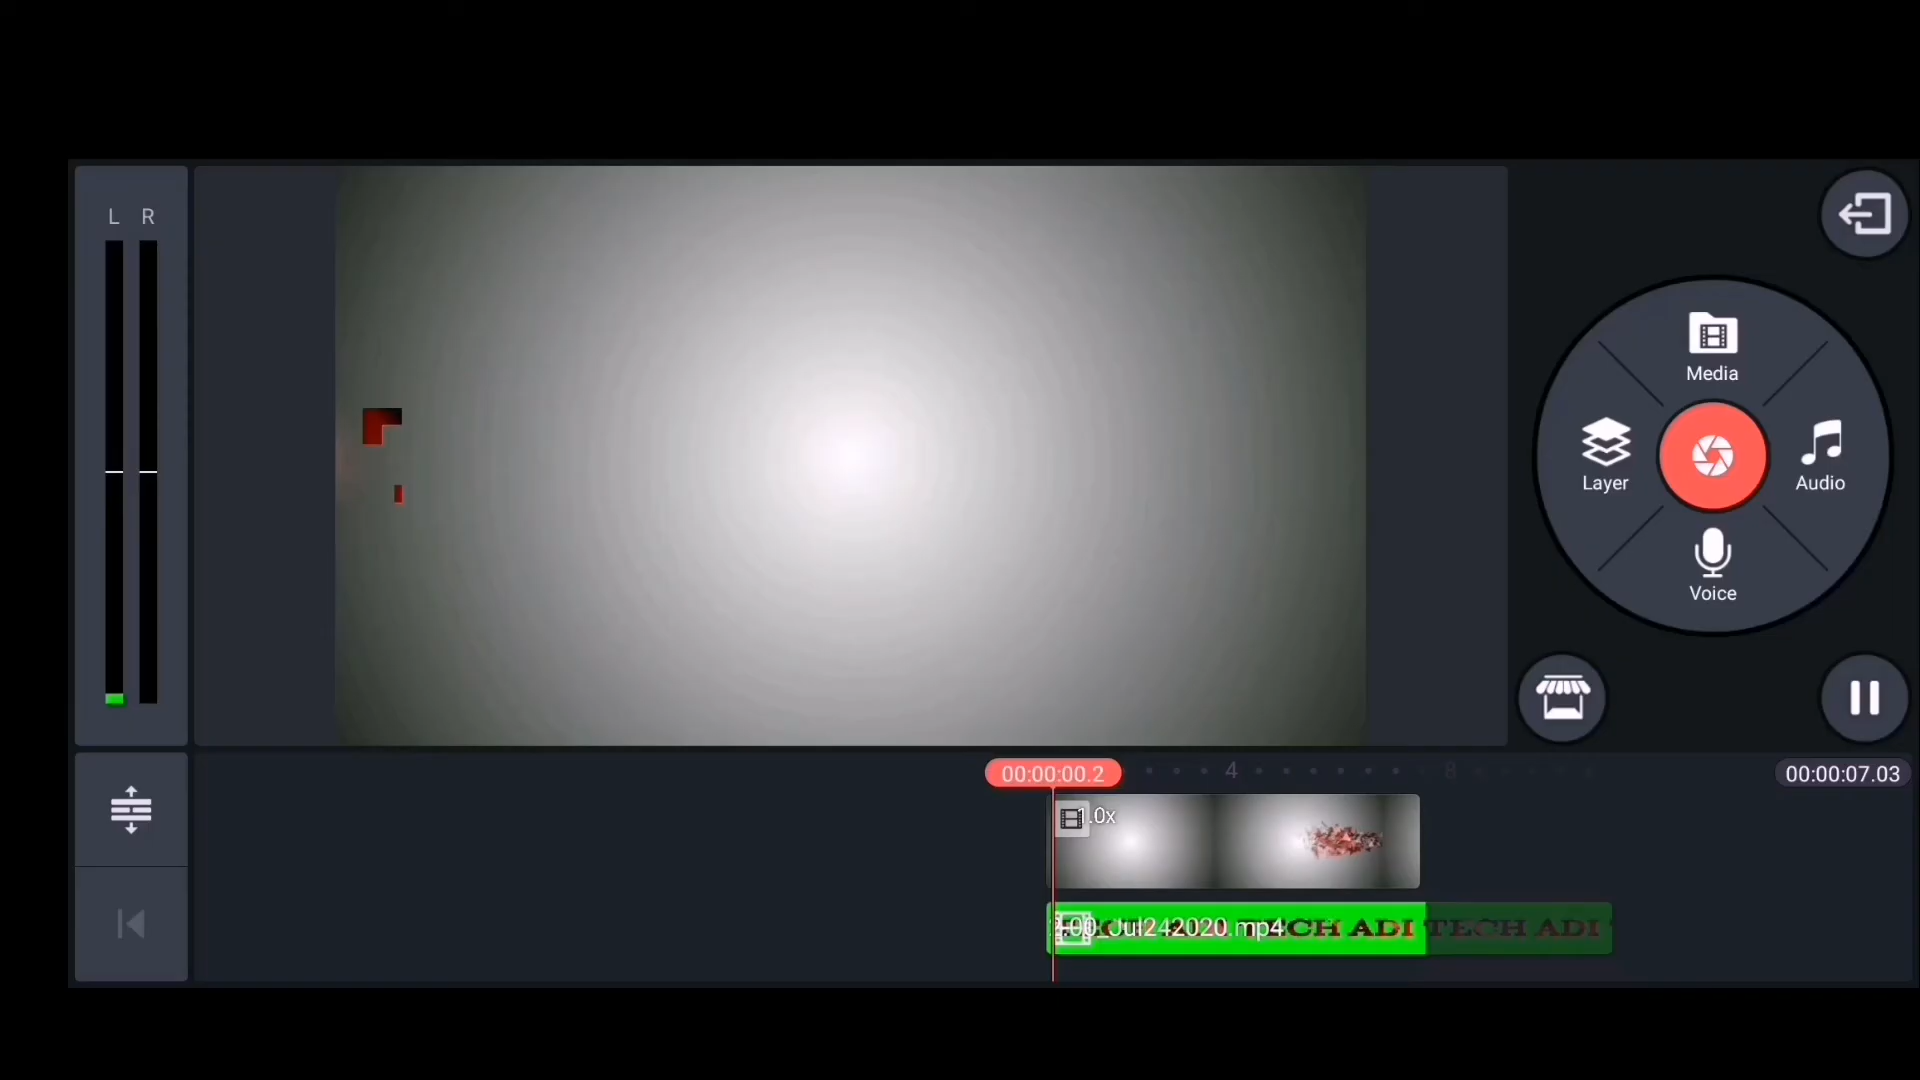 L R
Media
Layer
Audio
Voice
00:00:00.2
4
8
00:00:07.03
1.0x
Jul242020.mp4
TECH ADI TECH ADI